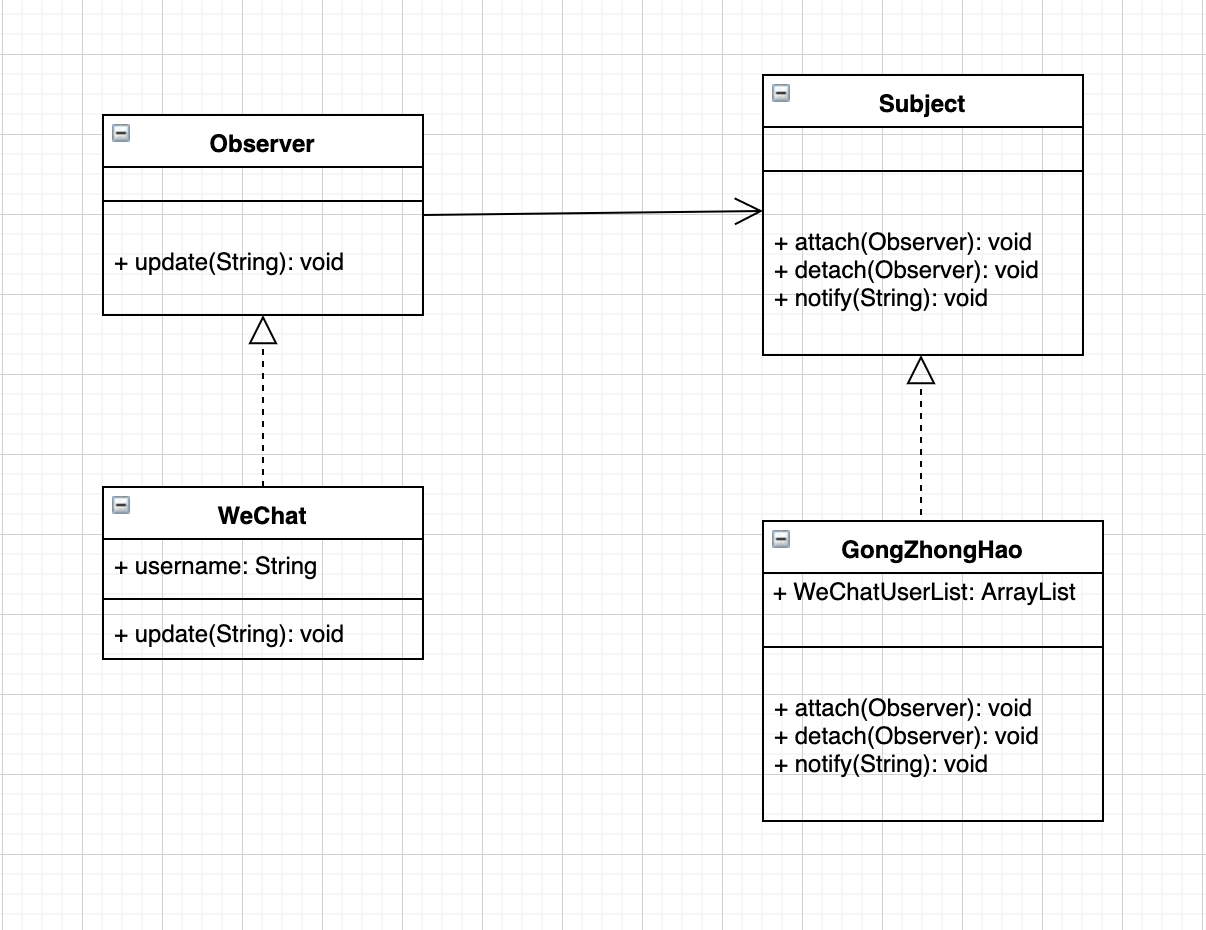 Observer
+ update(String): void
Subject
+ attach(Observer): void
+ detach(Observer): void
+ notify(String): void
WeChat
+ username: String
+ update(String): void
GongZhongHao
+ WeChatUserList: ArrayList
+ attach(Observer): void
+ detach(Observer): void
+ notify(String): void